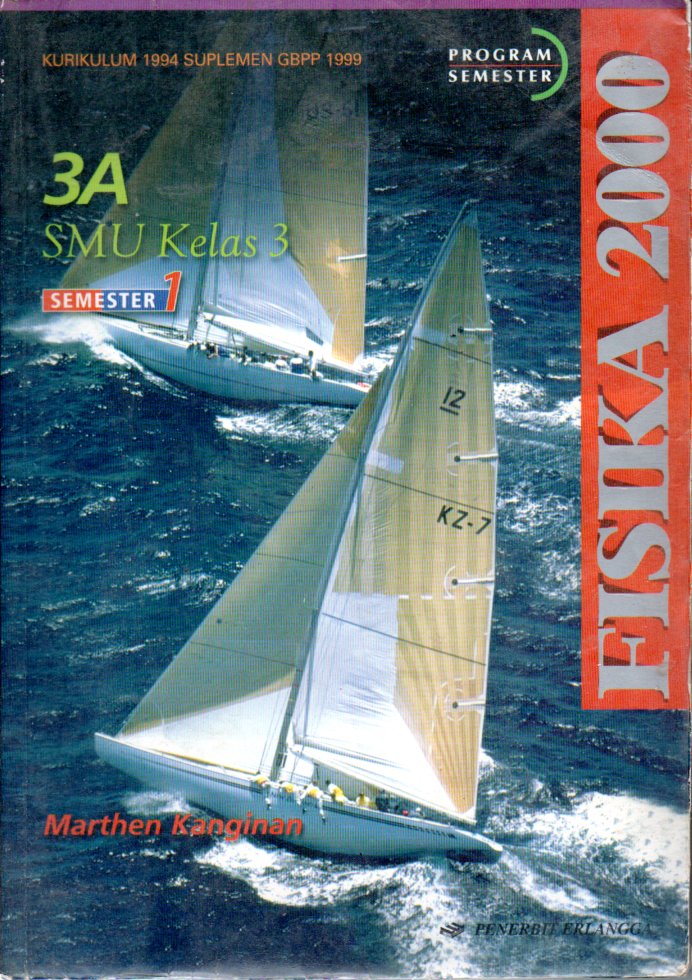 KURIKULUM 1994 SUPLEMEN GBPP 1999
PROGRAM
SEMESTER
FISIKA 2000
3A
SMU Kelas 3
SEMESTER 1
12
KZ-7
Marthen Kanginan
PENERBIT ERLANGGA